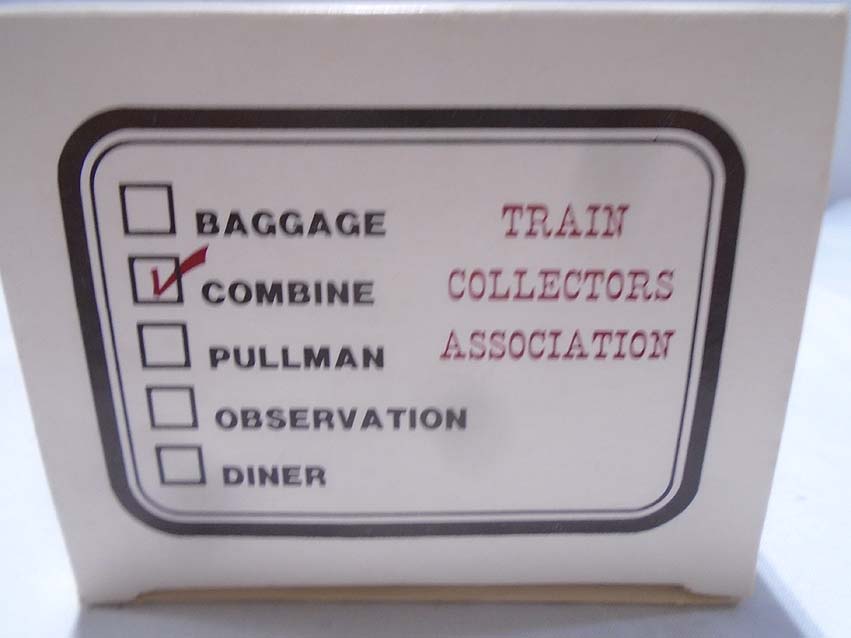 BAGGAGE
COMBINE
PULLMAN
OBSERVATION
DINER
TRAIN
COLLECTORS
ASSOCIATION